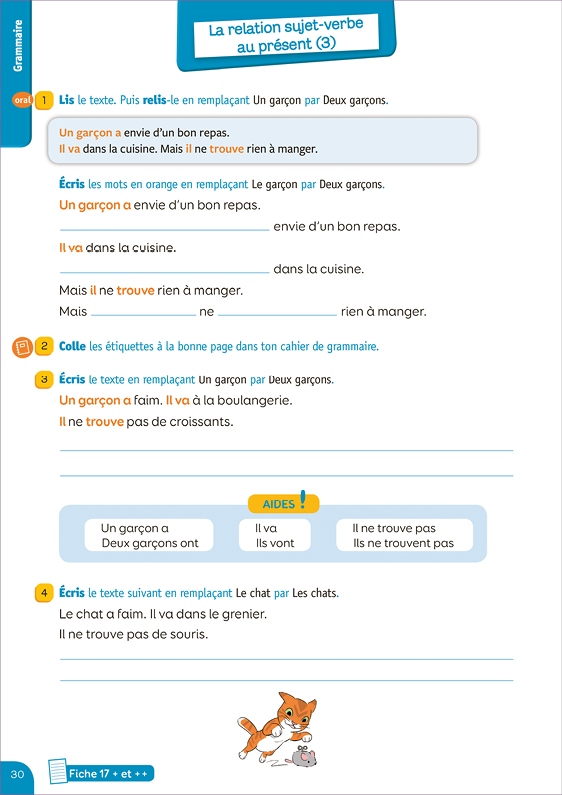 Grammaire
La relation sujet-verbe
au présent (3)
oral 1 Lis le texte. Puis relis-le en remplaçant Un garçon par Deux garçons.
Un garçon a envie d'un bon repas.
Il va dans la cuisine. Mais il ne trouve rien à manger.
Écris les mots en orange en remplaçant Le garçon par Deux garçons.
Un garçon a envie d'un bon repas.
envie d'un bon repas.
Il va dans la cuisine.
dans la cuisine.
Mais il ne trouve rien à manger.
Mais ne rien à manger.
2 Colle les étiquettes à la bonne page dans ton cahier de grammaire.
3 Écris le texte en remplaçant Un garçon par Deux garçons.
Un garçon a faim. Il va à la boulangerie.
Il ne trouve pas de croissants.
AIDES !
Un garçon a
Deux garçons ont
Il va
Ils vont
Il ne trouve pas
Ils ne trouvent pas
4 Écris le texte suivant en remplaçant Le chat par Les chats.
Le chat a faim. Il va dans le grenier.
Il ne trouve pas de souris.
30
Fiche 17 + et ++